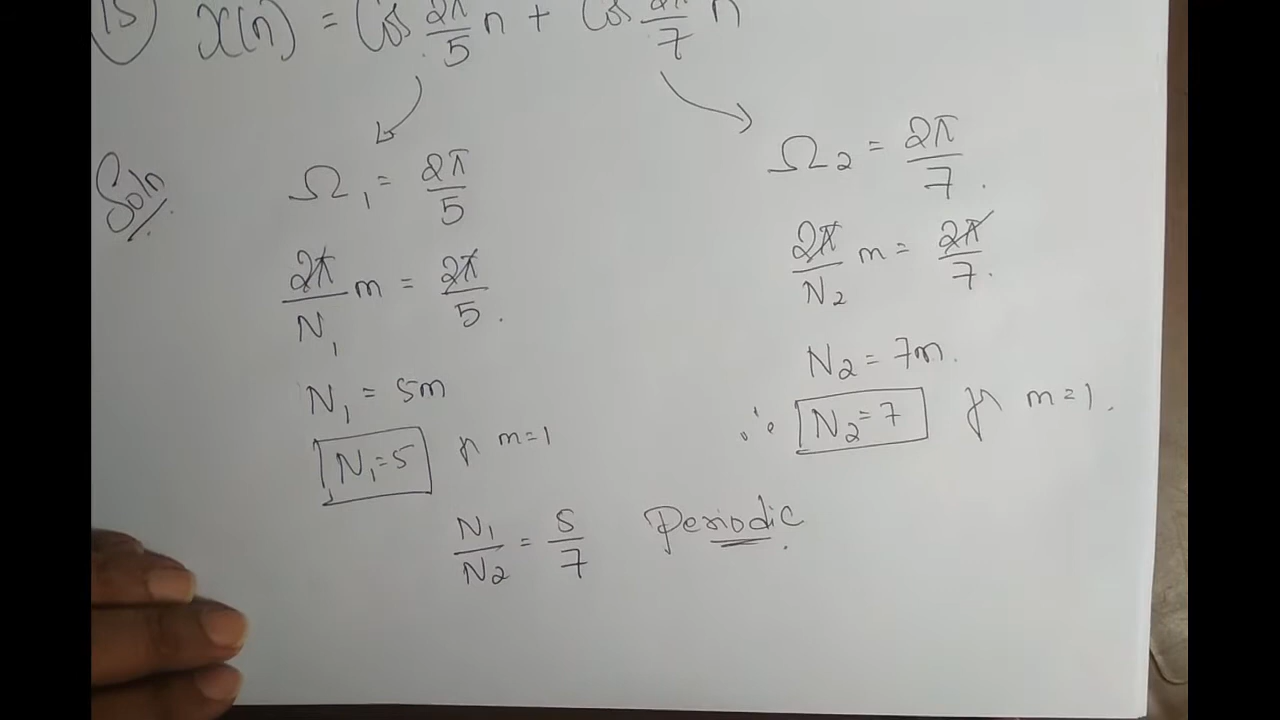 15 x(n) = Cos 2π/5 n + Cos 2π/7 n
Soln
Ω1 = 2π/5
2π/N1 m = 2π/5.
N1 = 5m
N1=5 for m=1
Ω2 = 2π/7.
2π/N2 m = 2π/7.
N2 = 7m.
∴ N2=7 for m=1.
N1/N2 = 5/7 Periodic.